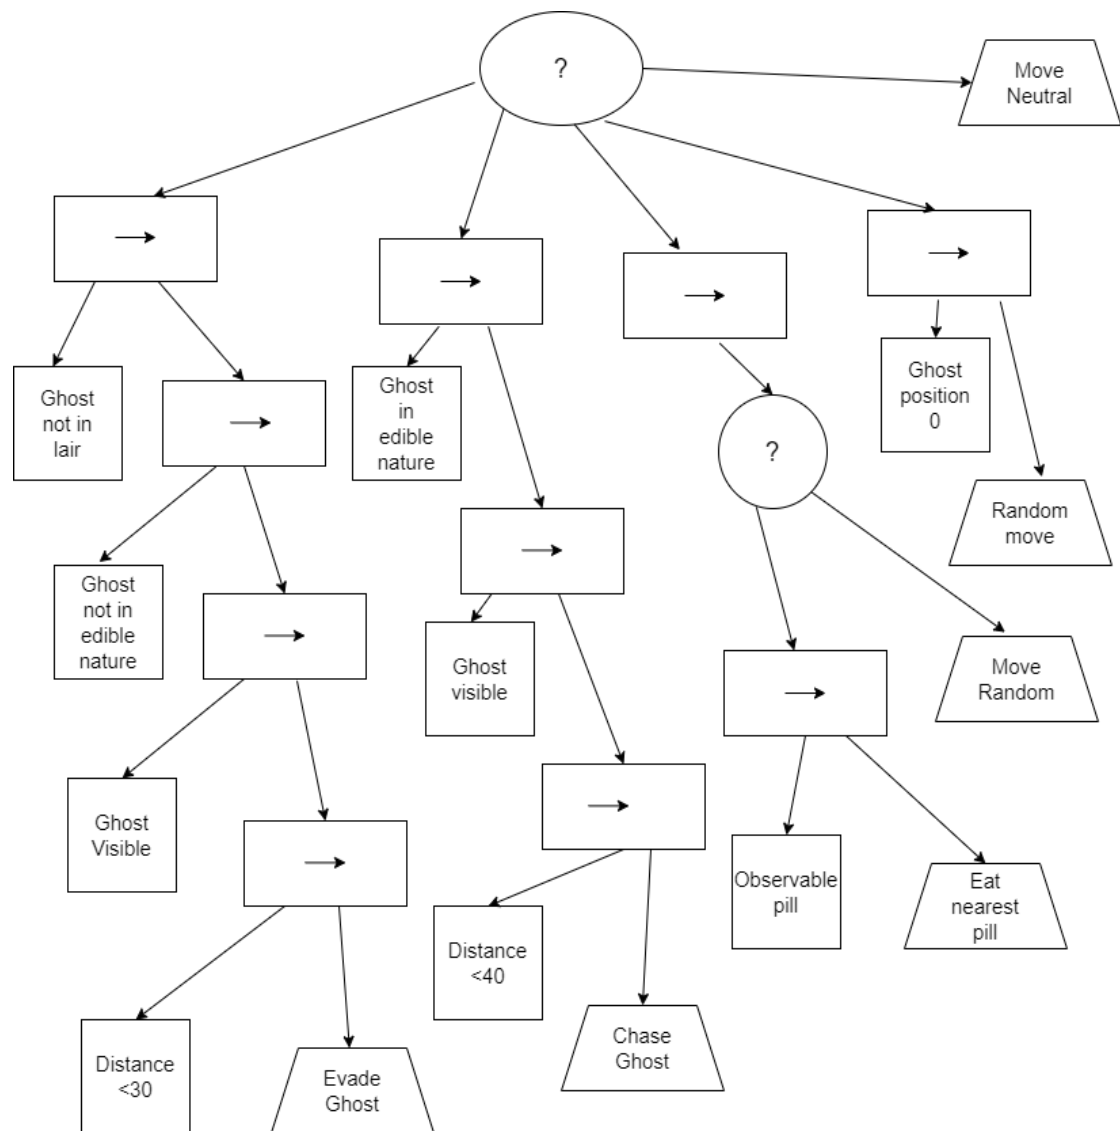 ?
Move
Neutral
Ghost
not in
lair
Ghost
in
edible
nature
Ghost
position
0
?
Random
move
Ghost
not in
edible
nature
Ghost
visible
Move
Random
Ghost
Visible
Observable
pill
Eat
nearest
pill
Distance
<40
Chase
Ghost
Distance
<30
Evade
Ghost